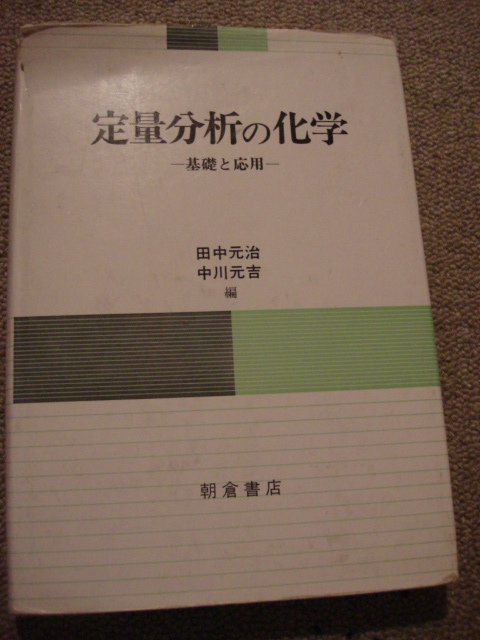 定量分析の化学
―基礎と応用―
田中元治
中川元吉
編
朝倉書店